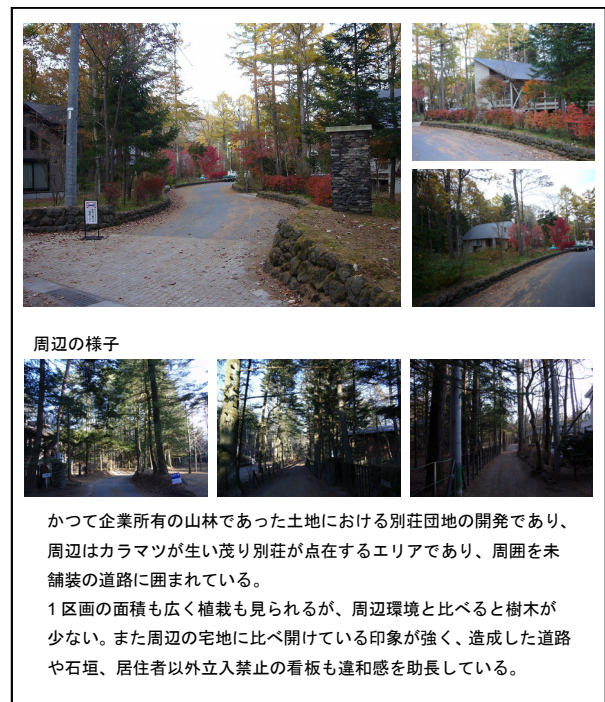 周辺の様子
かつて企業所有の山林であった土地における別荘団地の開発であり、
周辺はカラマツが生い茂り別荘が点在するエリアであり、周囲を未
舗装の道路に囲まれている。
1区画の面積も広く植栽も見られるが、周辺環境と比べると樹木が
少ない。また周辺の宅地に比べ開けている印象が強く、造成した道路
や石垣、居住者以外立入禁止の看板も違和感を助長している。